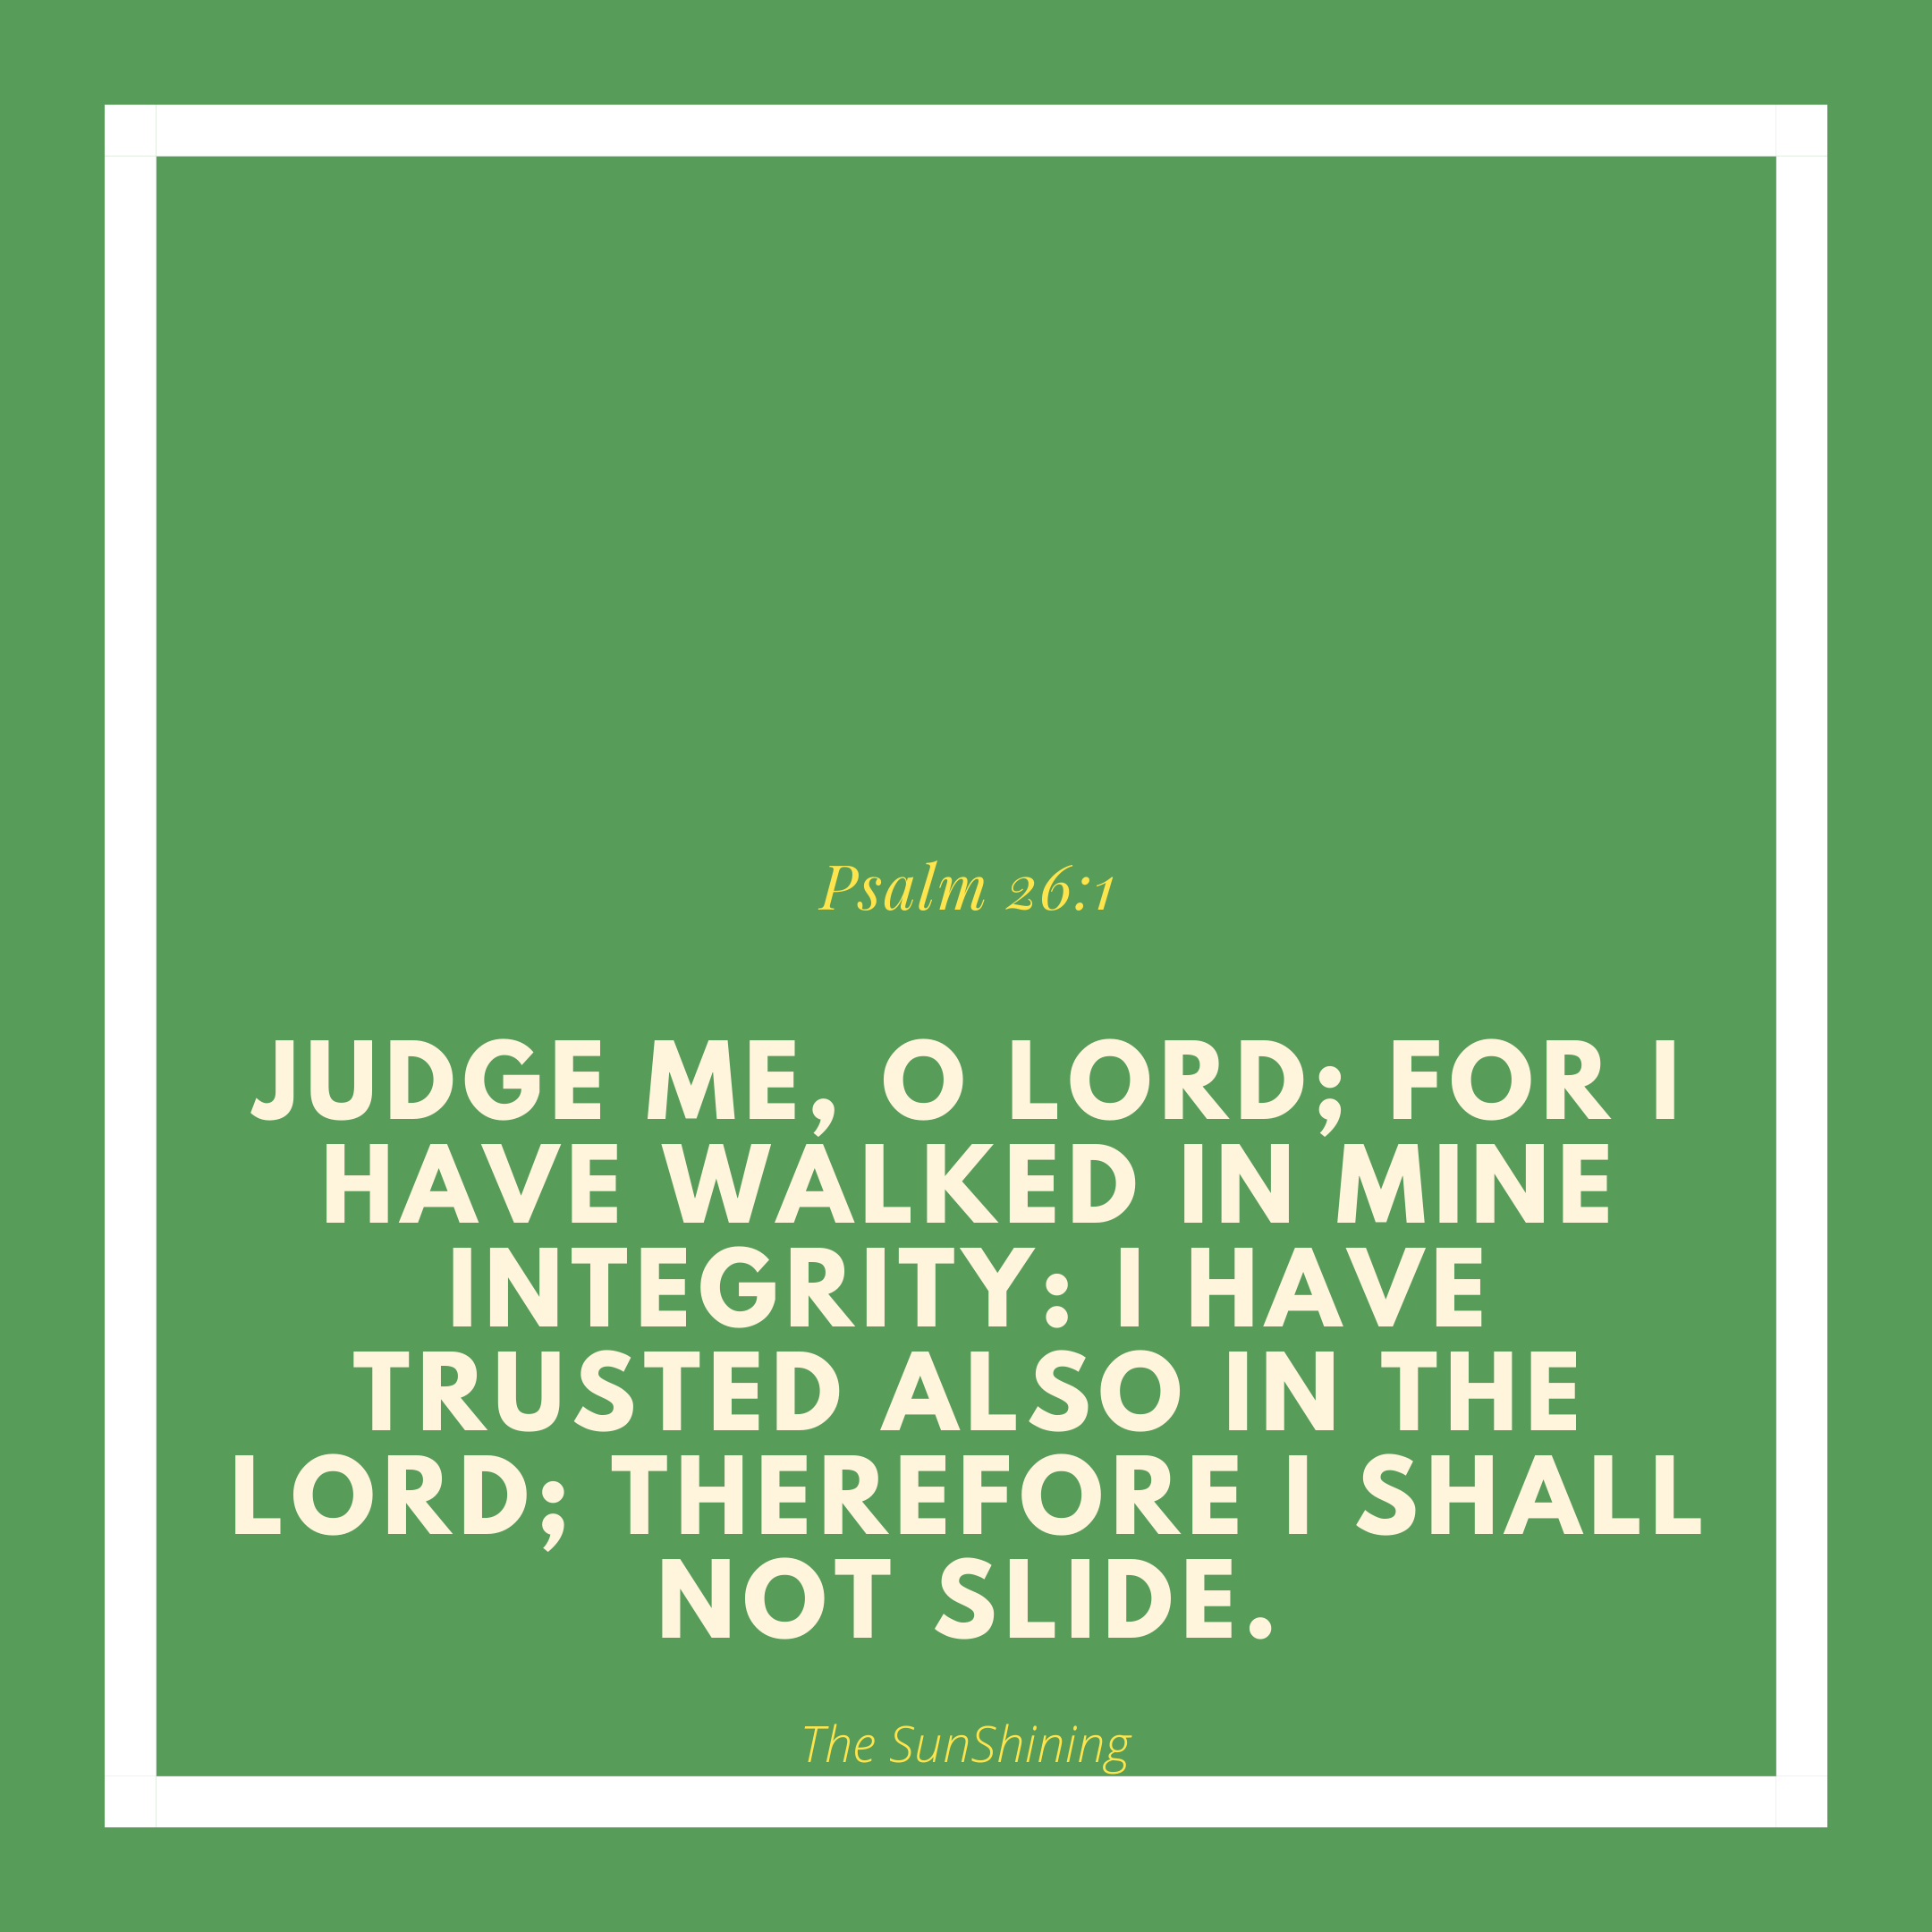 Psalm 26:1
JUDGE ME, O LORD; FOR I
HAVE WALKED IN MINE
INTEGRITY: I HAVE
TRUSTED ALSO IN THE
LORD; THEREFORE I SHALL
NOT SLIDE.
The SunShining